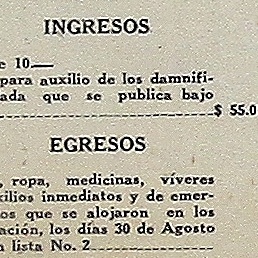 INGRESOS
e 10.—
para auxilio de los damnifi-
ada que se publica bajo
$ 55.0
EGRESOS
, ropa, medicinas, víveres
xilios inmediatos y de emer-
os que se alojaron en los
ación, los días 30 de Agosto
n lista No. 2